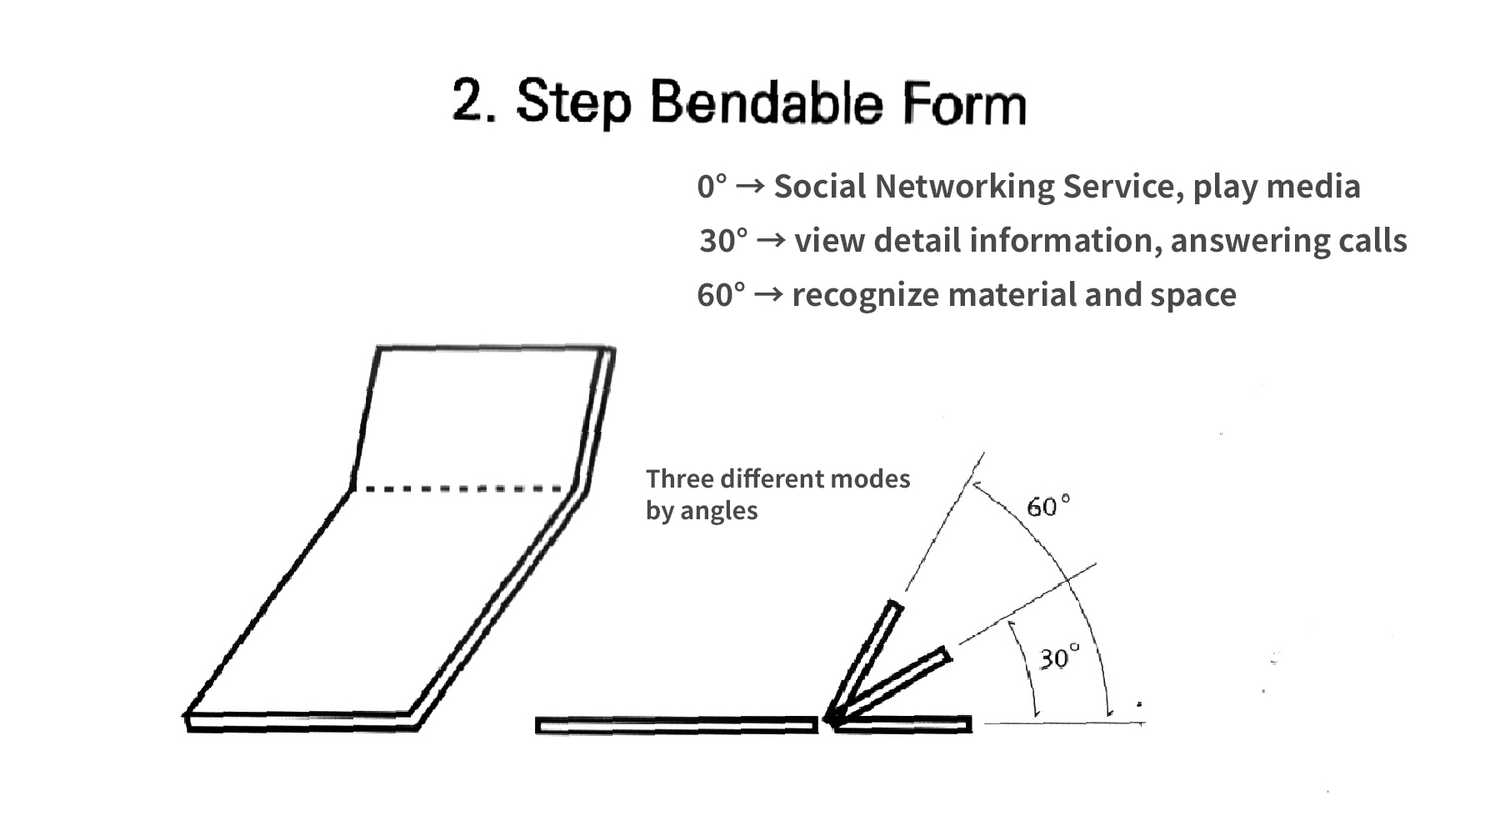 2. Step Bendable Form
0° → Social Networking Service, play media
30° → view detail information, answering calls
60° → recognize material and space
Three different modes
by angles
60°
30°